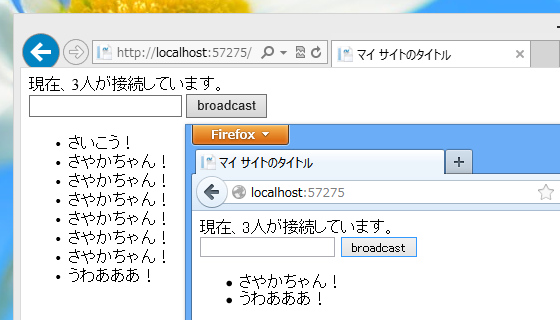 http://localhost:57275/
マイ サイトのタイトル
現在、3人が接続しています。
broadcast
さいこう！
さやかちゃん！
さやかちゃん！
さやかちゃん！
さやかちゃん！
さやかちゃん！
さやかちゃん！
うわあああ！
Firefox
マイ サイトのタイトル
localhost:57275
現在、3人が接続しています。
broadcast
さやかちゃん！
うわあああ！